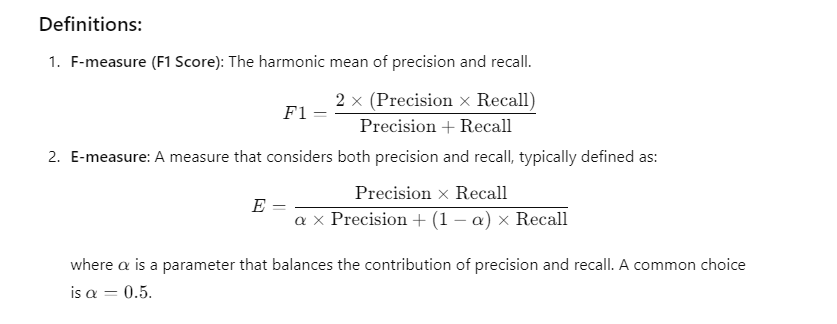 Definitions:
1. F-measure (F1 Score): The harmonic mean of precision and recall.
F1 = \frac{2 × (Precision × Recall)}{Precision + Recall}
2. E-measure: A measure that considers both precision and recall, typically defined as:
E = \frac{Precision × Recall}{α × Precision + (1 − α) × Recall}
where α is a parameter that balances the contribution of precision and recall. A common choice
is α = 0.5.